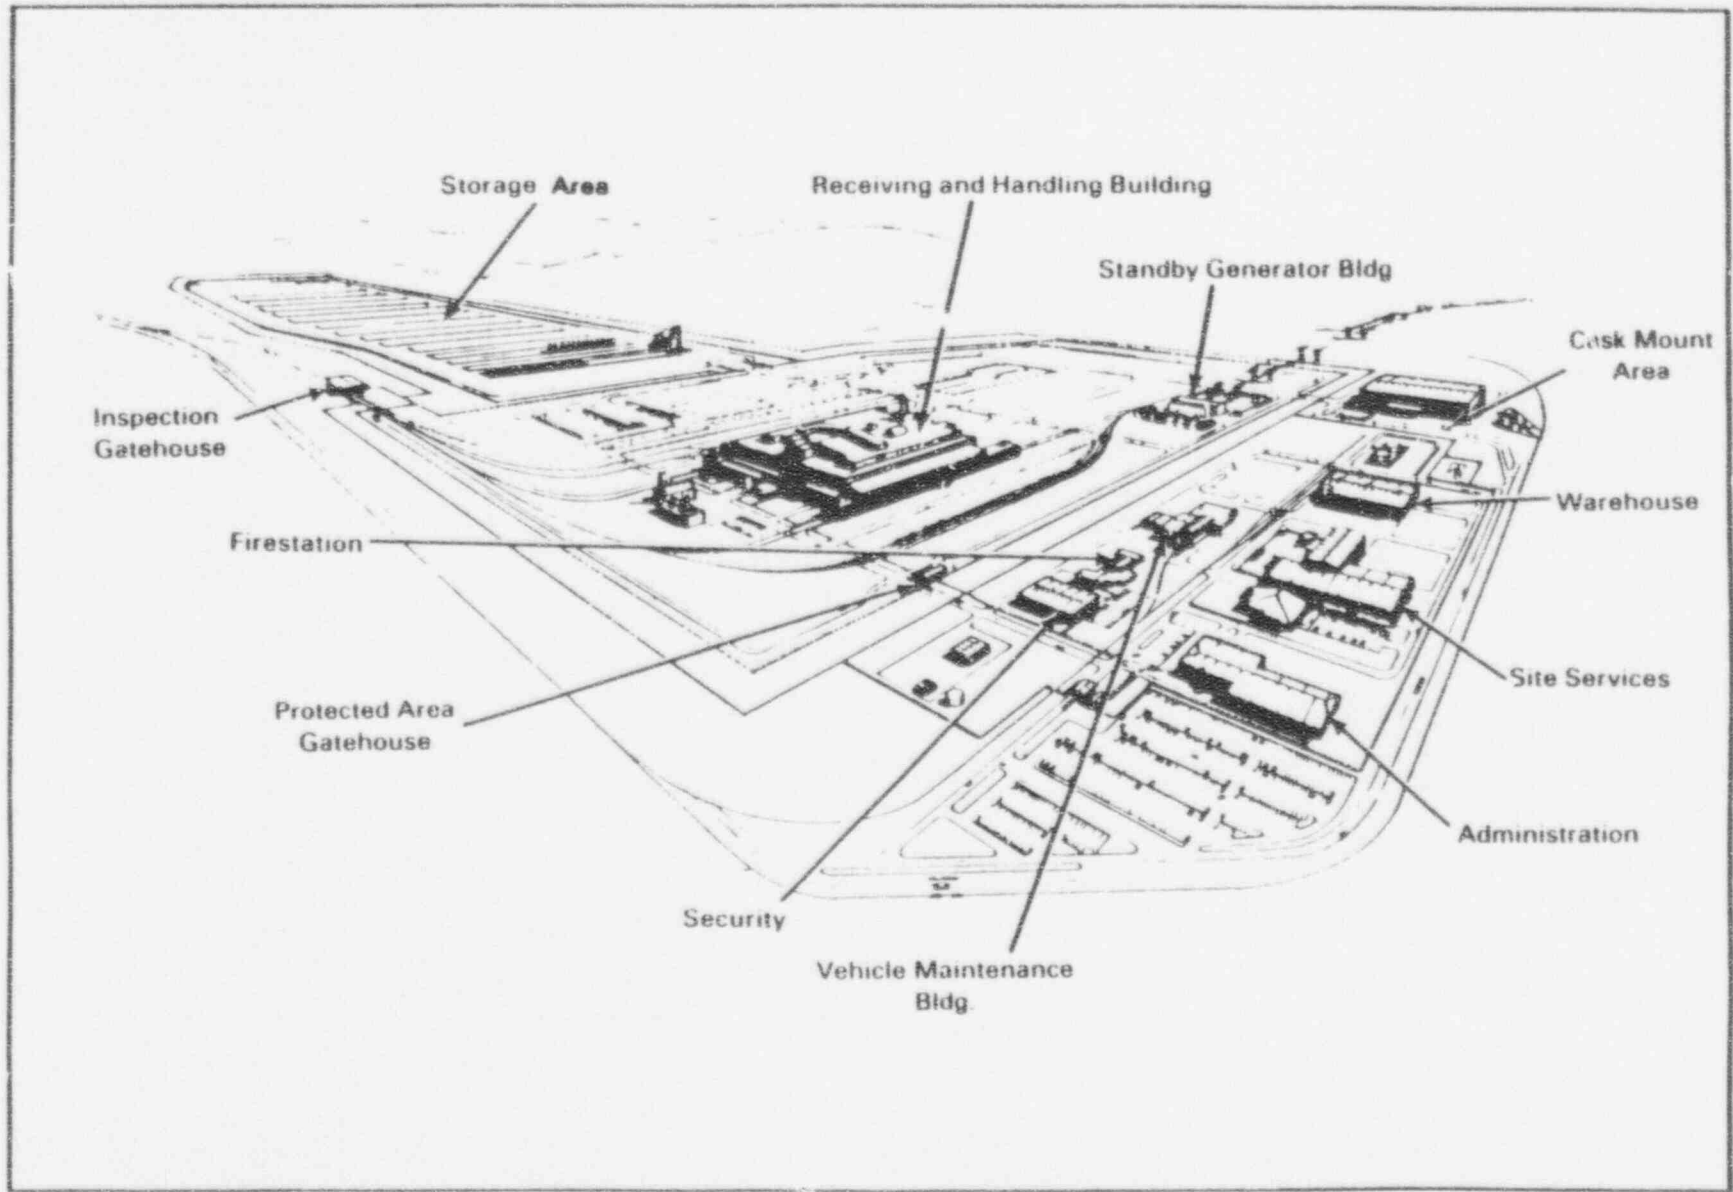 Storage Area
Receiving and Handling Building
Standby Generator Bldg
Cask Mount
Area
Inspection
Gatehouse
Warehouse
Firestation
Site Services
Protected Area
Gatehouse
Administration
Security
Vehicle Maintenance
Bldg.